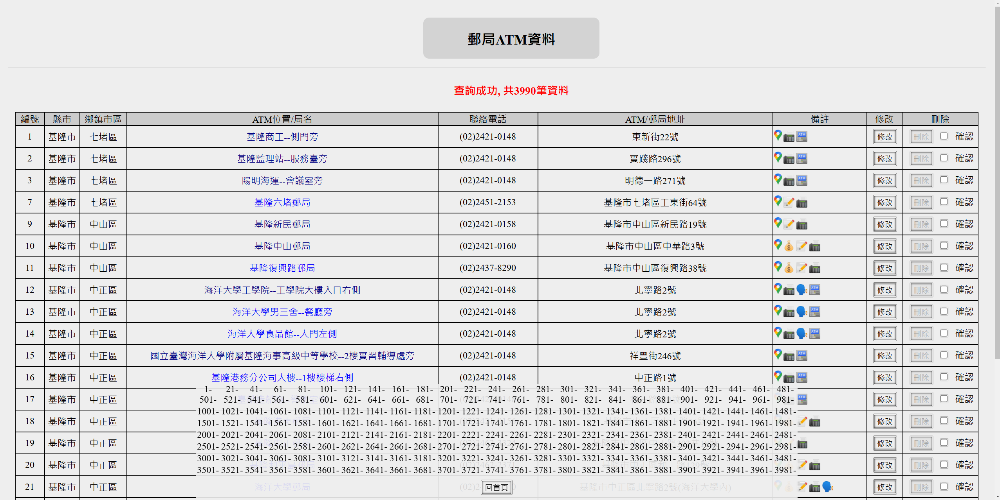 郵局ATM資料
查詢成功, 共3990筆資料
編號 縣市 鄉鎮市區 ATM位置/局名 聯絡電話 ATM/郵局地址 備註 修改 刪除
1 基隆市 七堵區 基隆商工--側門旁 (02)2421-0148 東新街22號 ATM 修改 刪除 確認
2 基隆市 七堵區 基隆監理站--服務臺旁 (02)2421-0148 實踐路296號 ATM 修改 刪除 確認
3 基隆市 七堵區 陽明海運--會議室旁 (02)2421-0148 明德一路271號 ATM 修改 刪除 確認
7 基隆市 七堵區 基隆六堵郵局 (02)2451-2153 基隆市七堵區工東街64號 修改 刪除 確認
9 基隆市 中山區 基隆新民郵局 (02)2421-0158 基隆市中山區新民路19號 修改 刪除 確認
10 基隆市 中山區 基隆中山郵局 (02)2421-0160 基隆市中山區中華路3號 修改 刪除 確認
11 基隆市 中山區 基隆復興路郵局 (02)2437-8290 基隆市中山區復興路38號 修改 刪除 確認
12 基隆市 中正區 海洋大學工學院--工學院大樓入口右側 (02)2421-0148 北寧路2號 ATM 修改 刪除 確認
13 基隆市 中正區 海洋大學男三舍--餐廳旁 (02)2421-0148 北寧路2號 ATM 修改 刪除 確認
14 基隆市 中正區 海洋大學食品館--大門左側 (02)2421-0148 北寧路2號 ATM 修改 刪除 確認
15 基隆市 中正區 國立臺灣海洋大學附屬基隆海事高級中等學校--2樓實習輔導處旁 (02)2421-0148 祥豐街246號 ATM 修改 刪除 確認
16 基隆市 中正區 基隆港務分公司大樓--1樓樓梯右側 (02)2421-0148 中正路1號 ATM 修改 刪除 確認
1- 21- 41- 61- 81- 101- 121- 141- 161- 181- 201- 221- 241- 261- 281- 301- 321- 341- 361- 381- 401- 421- 441- 461- 481-
17 基隆市 中正區 ATM 修改 刪除 確認
501- 521- 541- 561- 581- 601- 621- 641- 661- 681- 701- 721- 741- 761- 781- 801- 821- 841- 861- 881- 901- 921- 941- 961- 981-
1001- 1021- 1041- 1061- 1081- 1101- 1121- 1141- 1161- 1181- 1201- 1221- 1241- 1261- 1281- 1301- 1321- 1341- 1361- 1381- 1401- 1421- 1441- 1461- 1481-
18 基隆市 中正區 修改 刪除 確認
1501- 1521- 1541- 1561- 1581- 1601- 1621- 1641- 1661- 1681- 1701- 1721- 1741- 1761- 1781- 1801- 1821- 1841- 1861- 1881- 1901- 1921- 1941- 1961- 1981-
2001- 2021- 2041- 2061- 2081- 2101- 2121- 2141- 2161- 2181- 2201- 2221- 2241- 2261- 2281- 2301- 2321- 2341- 2361- 2381- 2401- 2421- 2441- 2461- 2481-
19 基隆市 中正區 修改 刪除 確認
2501- 2521- 2541- 2561- 2581- 2601- 2621- 2641- 2661- 2681- 2701- 2721- 2741- 2761- 2781- 2801- 2821- 2841- 2861- 2881- 2901- 2921- 2941- 2961- 2981-
3001- 3021- 3041- 3061- 3081- 3101- 3121- 3141- 3161- 3181- 3201- 3221- 3241- 3261- 3281- 3301- 3321- 3341- 3361- 3381- 3401- 3421- 3441- 3461- 3481-
20 基隆市 中正區 修改 刪除 確認
3501- 3521- 3541- 3561- 3581- 3601- 3621- 3641- 3661- 3681- 3701- 3721- 3741- 3761- 3781- 3801- 3821- 3841- 3861- 3881- 3901- 3921- 3941- 3961- 3981-
21 基隆市 中正區 海洋大學郵局 回首頁 基隆市中正區北寧路2號(海洋大學內) 修改 刪除 確認